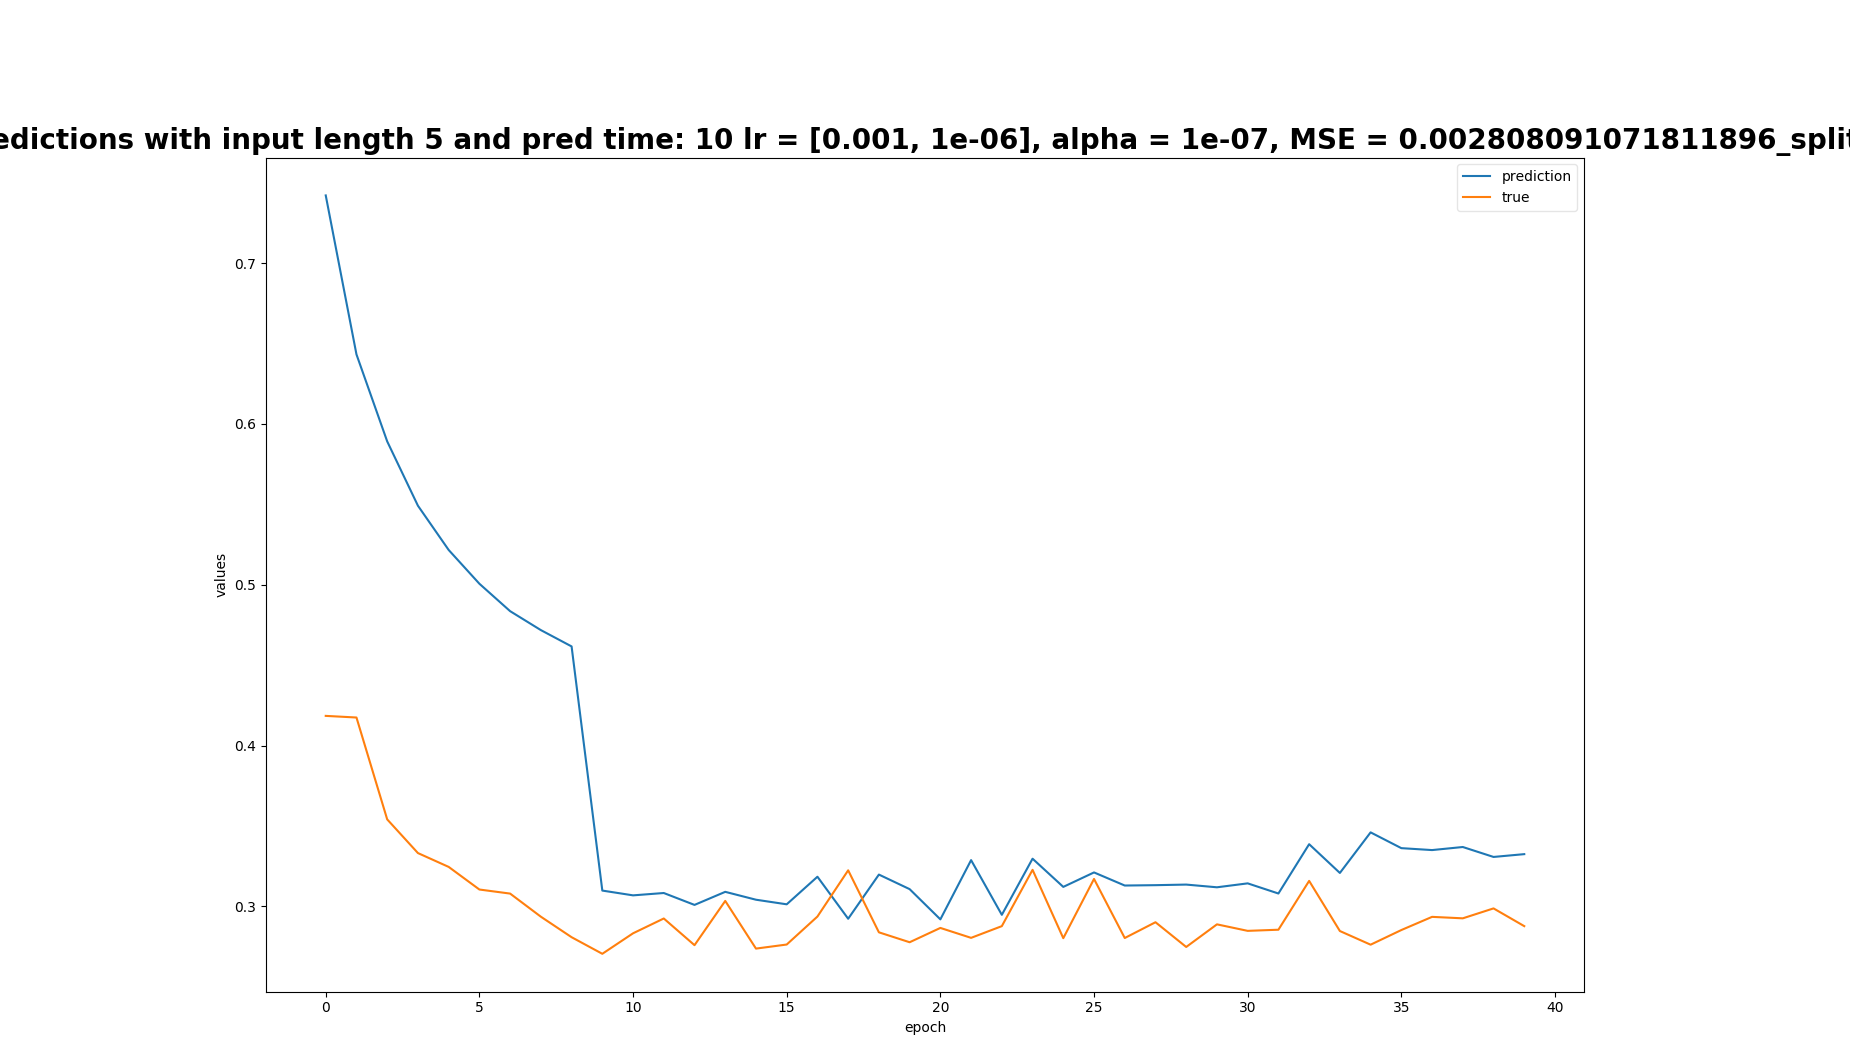 edictions with input length 5 and pred time: 10 lr = [0.001, 1e-06], alpha = 1e-07, MSE = 0.002808091071811896_split
prediction
true
0.7
0.6
0.5
0.4
0.3
values
0 5 10 15 20 25 30 35 40
epoch